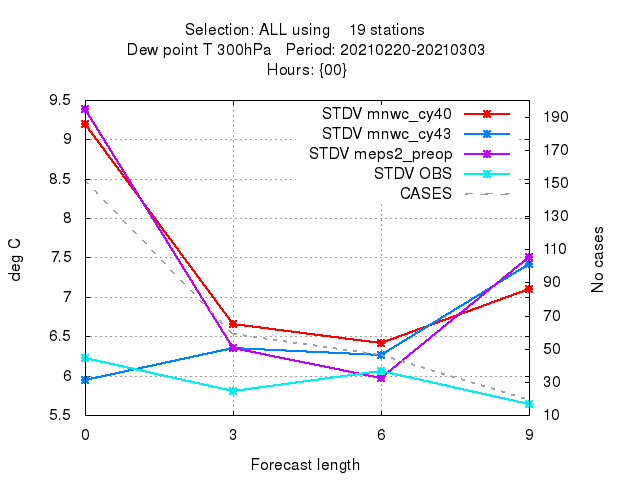 Selection: ALL using 19 stations
Dew point T 300hPa Period: 20210220-20210303
Hours: {00}
STDV mnwc_cy40
STDV mnwc_cy43
STDV meps2_preop
STDV OBS
CASES
9.5
9
8.5
8
7.5
7
6.5
6
5.5
190
170
150
130
110
90
70
50
30
10
deg C
No cases
0 3 6 9
Forecast length